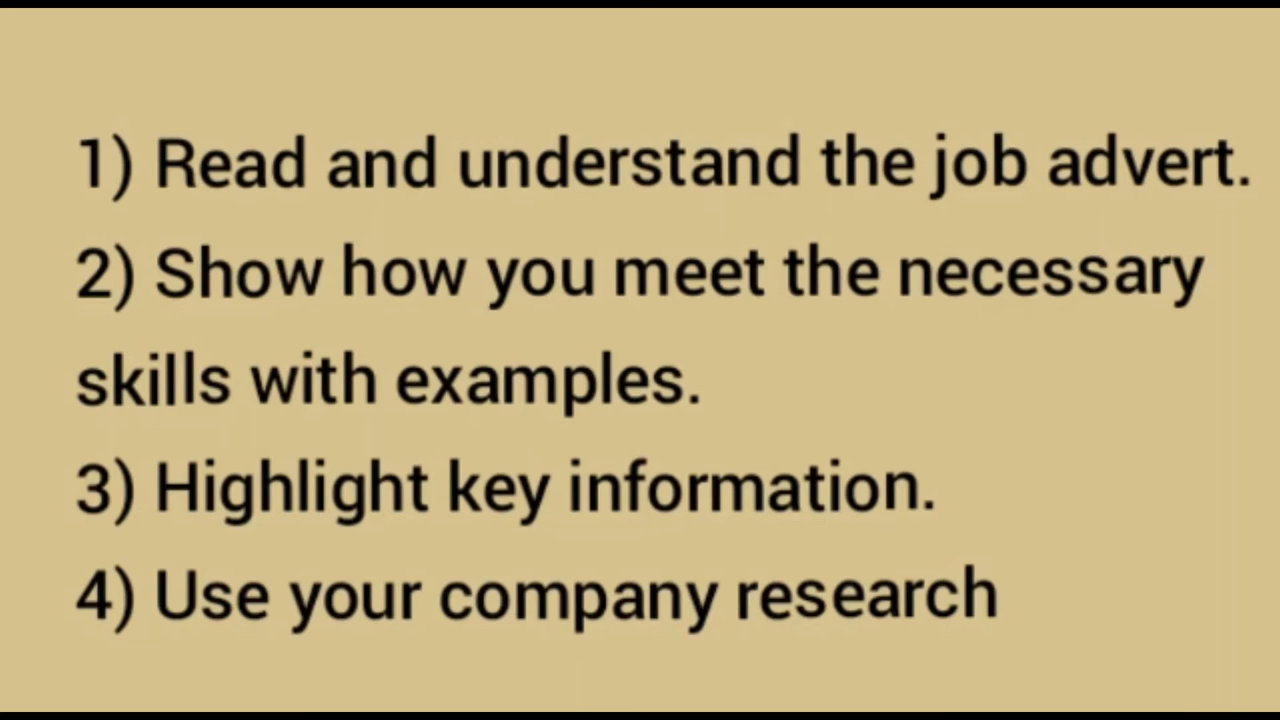 1) Read and understand the job advert.
2) Show how you meet the necessary
skills with examples.
3) Highlight key information.
4) Use your company research